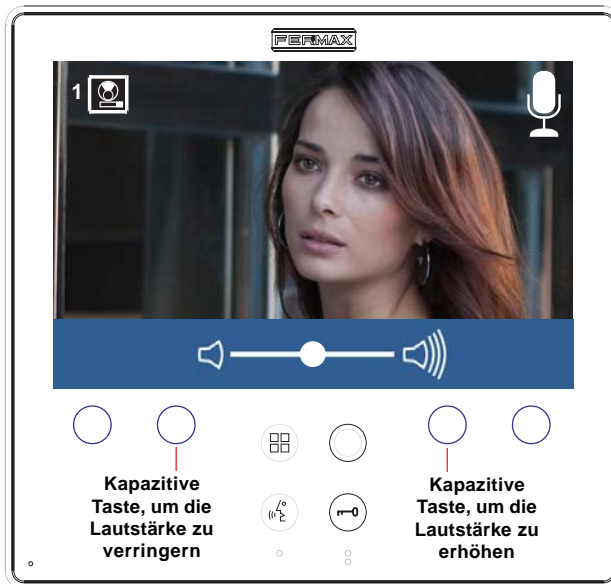 FERMAX
1
Kapazitive
Taste, um die
Lautstärke zu
verringern
Kapazitive
Taste, um die
Lautstärke zu
erhöhen